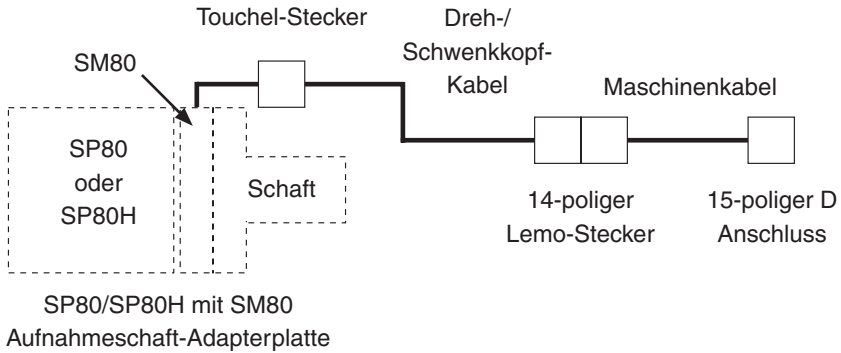 Touchel-Stecker
Dreh-/
Schwenkkopf-
Kabel
SM80
Maschinenkabel
SP80
oder
SP80H
Schaft
14-poliger
Lemo-Stecker
15-poliger D
Anschluss
SP80/SP80H mit SM80
Aufnahmeschaft-Adapterplatte